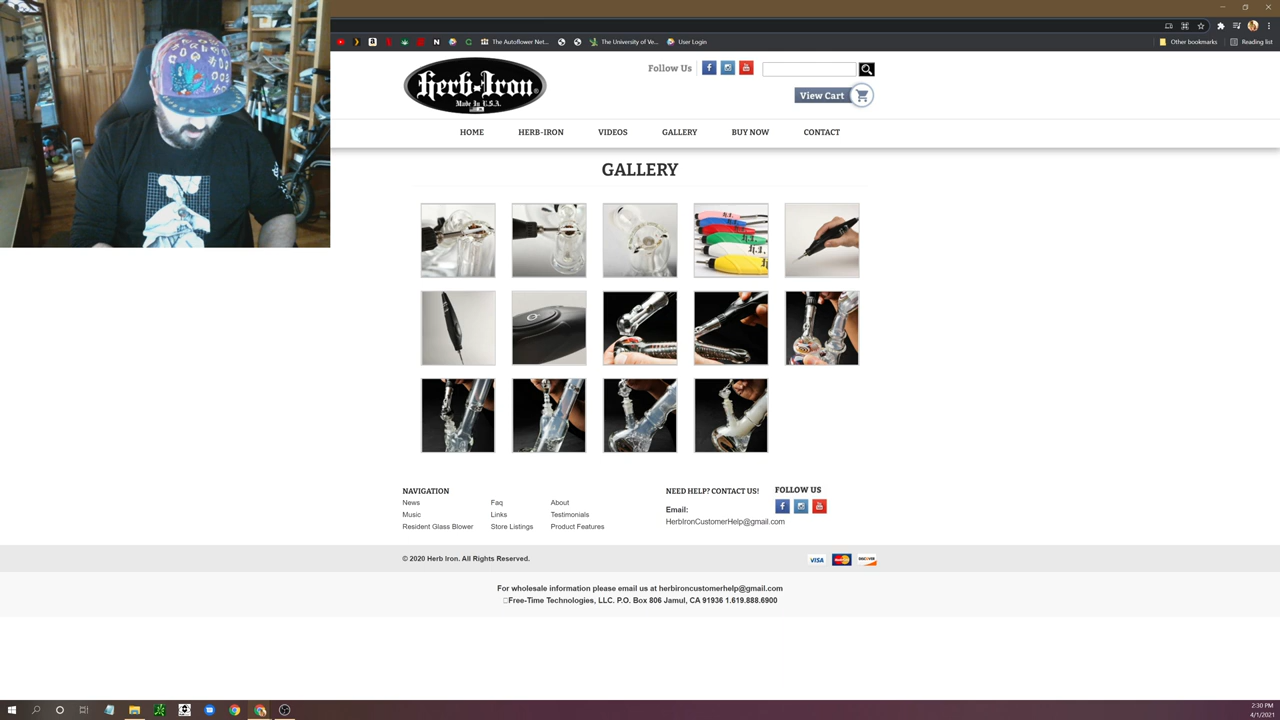 The Autoflower Net...
The University of Ve...
User Login
Other bookmarks
Reading list
Herb-Iron®
Made In U.S.A.
Follow Us
View Cart
HOME
HERB-IRON
VIDEOS
GALLERY
BUY NOW
CONTACT
GALLERY
NAVIGATION
News
Faq
About
Music
Links
Testimonials
Resident Glass Blower
Store Listings
Product Features
NEED HELP? CONTACT US!
Email:
HerbIronCustomerHelp@gmail.com
FOLLOW US
© 2020 Herb Iron. All Rights Reserved.
VISA
MasterCard
DISCOVER
For wholesale information please email us at herbironcustomerhelp@gmail.com
Free-Time Technologies, LLC. P.O. Box 806 Jamul, CA 91936 1.619.888.6900
2:30 PM
4/1/2021